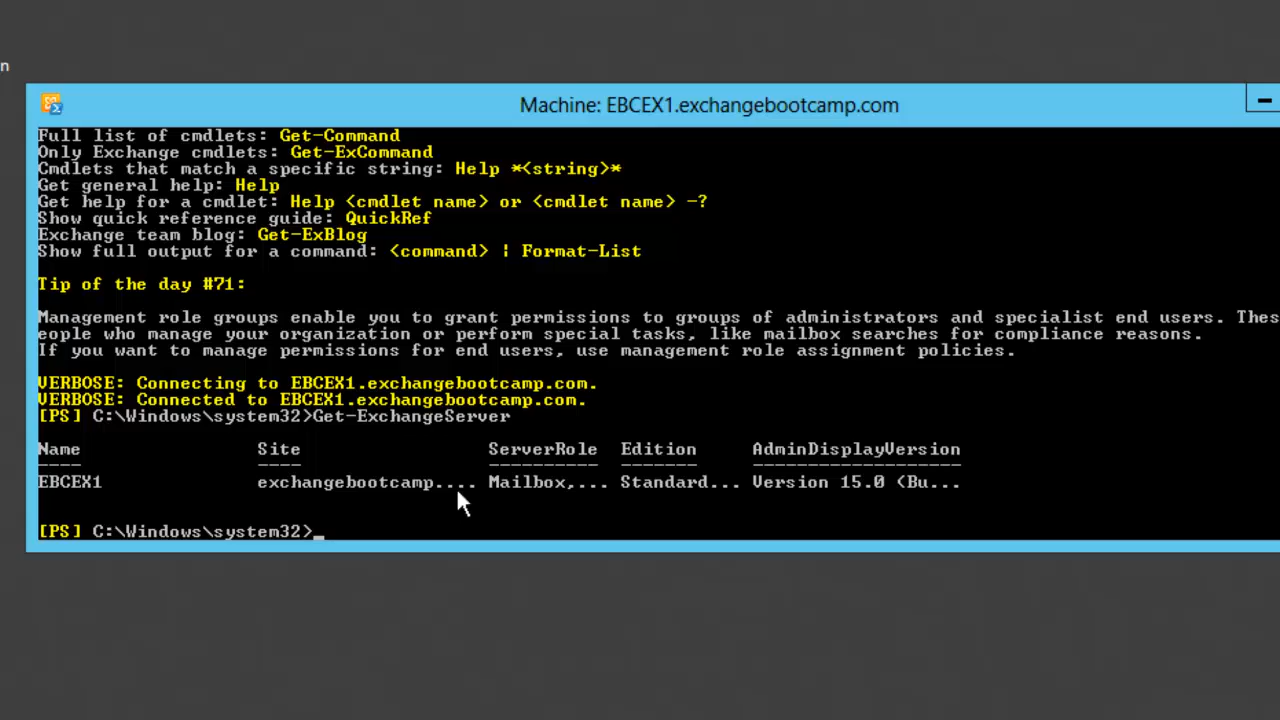 n
Machine: EBCEX1.exchangebootcamp.com
Full list of cmdlets: Get-Command
Only Exchange cmdlets: Get-ExCommand
Cmdlets that match a specific string: Help *<string>*
Get general help: Help
Get help for a cmdlet: Help <cmdlet name> or <cmdlet name> -?
Show quick reference guide: QuickRef
Exchange team blog: Get-ExBlog
Show full output for a command: <command> | Format-List
Tip of the day #71:
Management role groups enable you to grant permissions to groups of administrators and specialist end users. Thes
eople who manage your organization or perform special tasks, like mailbox searches for compliance reasons.
If you want to manage permissions for end users, use management role assignment policies.
VERBOSE: Connecting to EBCEX1.exchangebootcamp.com.
VERBOSE: Connected to EBCEX1.exchangebootcamp.com.
[PS] C:\Windows\system32>Get-ExchangeServer
Name Site ServerRole Edition AdminDisplayVersion
---- ---- ---------- ------- -------------------
EBCEX1 exchangebootcamp.... Mailbox,... Standard... Version 15.0 (Bu...
[PS] C:\Windows\system32>_